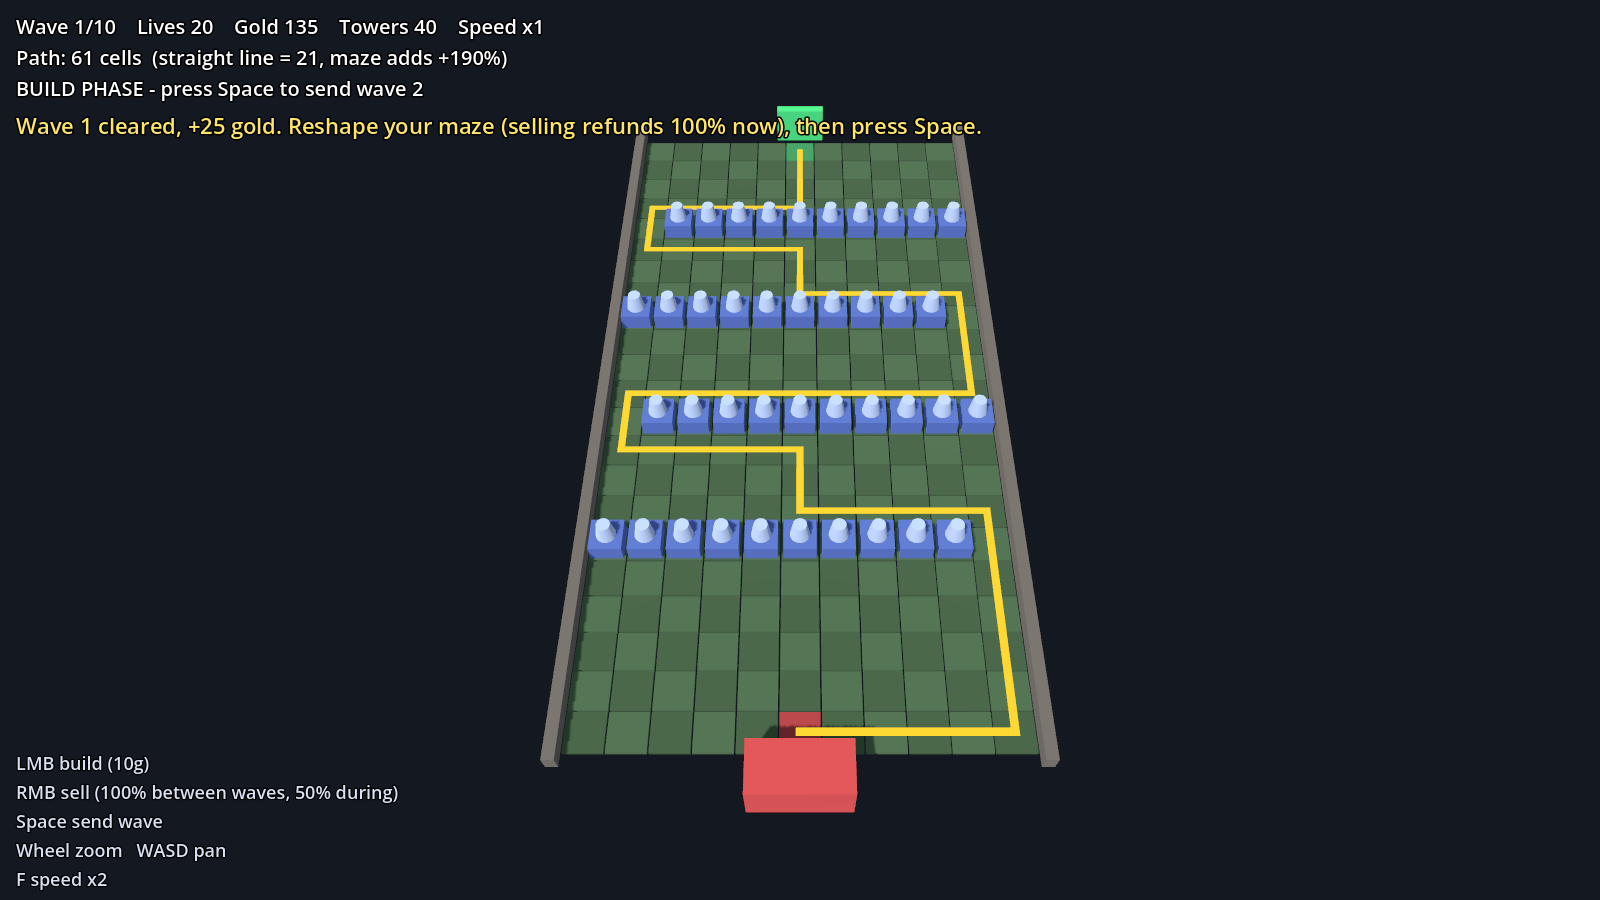 Wave 1/10    Lives 20    Gold 135    Towers 40    Speed x1
Path: 61 cells  (straight line = 21, maze adds +190%)
BUILD PHASE - press Space to send wave 2
Wave 1 cleared, +25 gold. Reshape your maze (selling refunds 100% now), then press Space.
LMB build (10g)
RMB sell (100% between waves, 50% during)
Space send wave
Wheel zoom   WASD pan
F speed x2